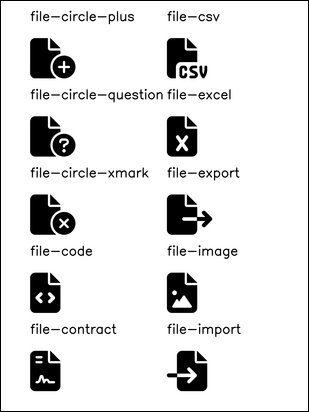 file-circle-plus file-csv
CSV
file-circle-question file-excel
?
X
file-circle-xmark file-export
file-code file-image
file-contract file-import